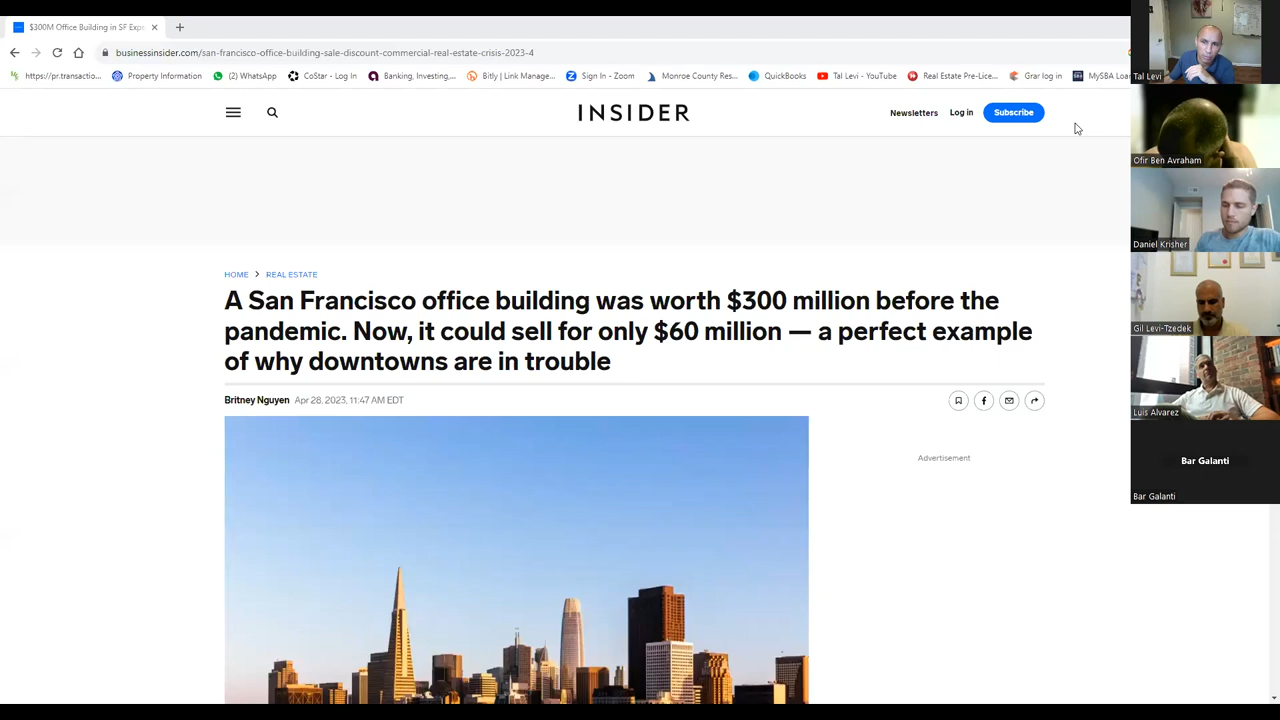 $300M Office Building in SF Expe
businessinsider.com/san-francisco-office-building-sale-discount-commercial-real-estate-crisis-2023-4
https://pr.transactio... Property Information (2) WhatsApp CoStar - Log In Banking, Investing,... Bitly | Link Manage... Sign In - Zoom Monroe County Res... QuickBooks Tal Levi - YouTube Real Estate Pre-Lice... Grar log in MySBA Loa
INSIDER
Newsletters Log in Subscribe
HOME > REAL ESTATE
A San Francisco office building was worth $300 million before the
pandemic. Now, it could sell for only $60 million — a perfect example
of why downtowns are in trouble
Britney Nguyen Apr 28, 2023, 11:47 AM EDT
Advertisement
Tal Levi
Ofir Ben Avraham
Daniel Krisher
Gil Levi-Tzedek
Luis Alvarez
Bar Galanti
Bar Galanti